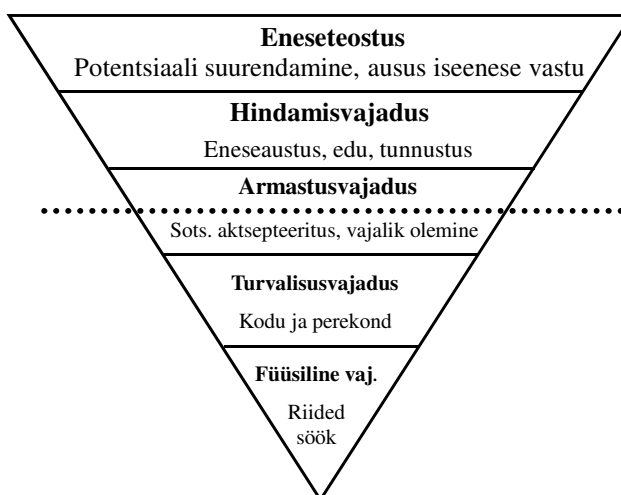 Eneseteostus
Potentsiaali suurendamine, ausus iseenese vastu
Hindamisvajadus
Eneseaustus, edu, tunnustus
Armastusvajadus
Sots. aktsepteeritus, vajalik olemine
Turvalisusvajadus
Kodu ja perekond
Füüsiline vaj.
Riided
söök